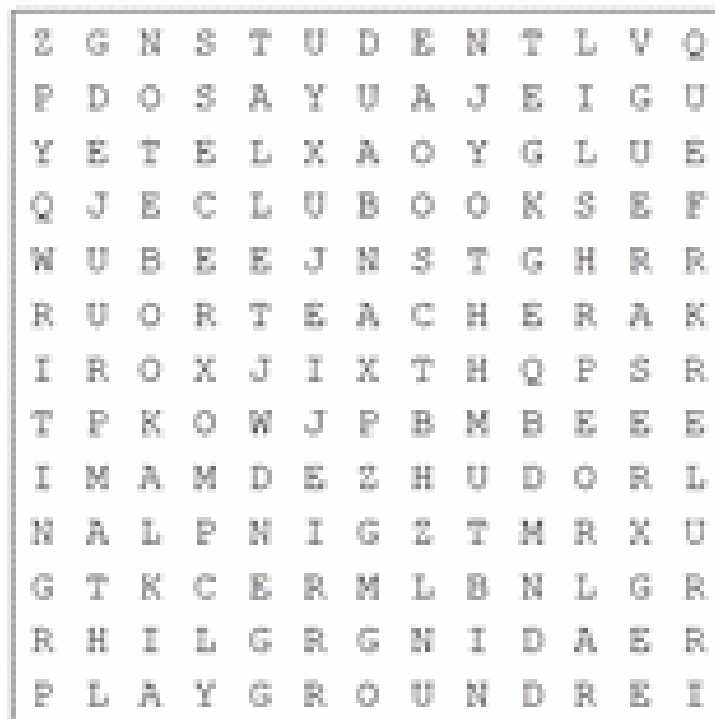 Z G N S T U D E N T L V Q
P D O S A Y U A J E I G U
Y E T E L X A O Y G L U E
Q J E C L U B O O K S E F
W U B E E J N S T G H R R
R U O R T E A C H E R A K
I R O X J I X T H Q P S R
T P K O W J P B M B E E E
I M A M D E Z H U D O R L
N A L P N I G Z T M R X U
G T K C E R M L B N L G R
R H I L G R G N I D A E R
P L A Y G R O U N D R E I